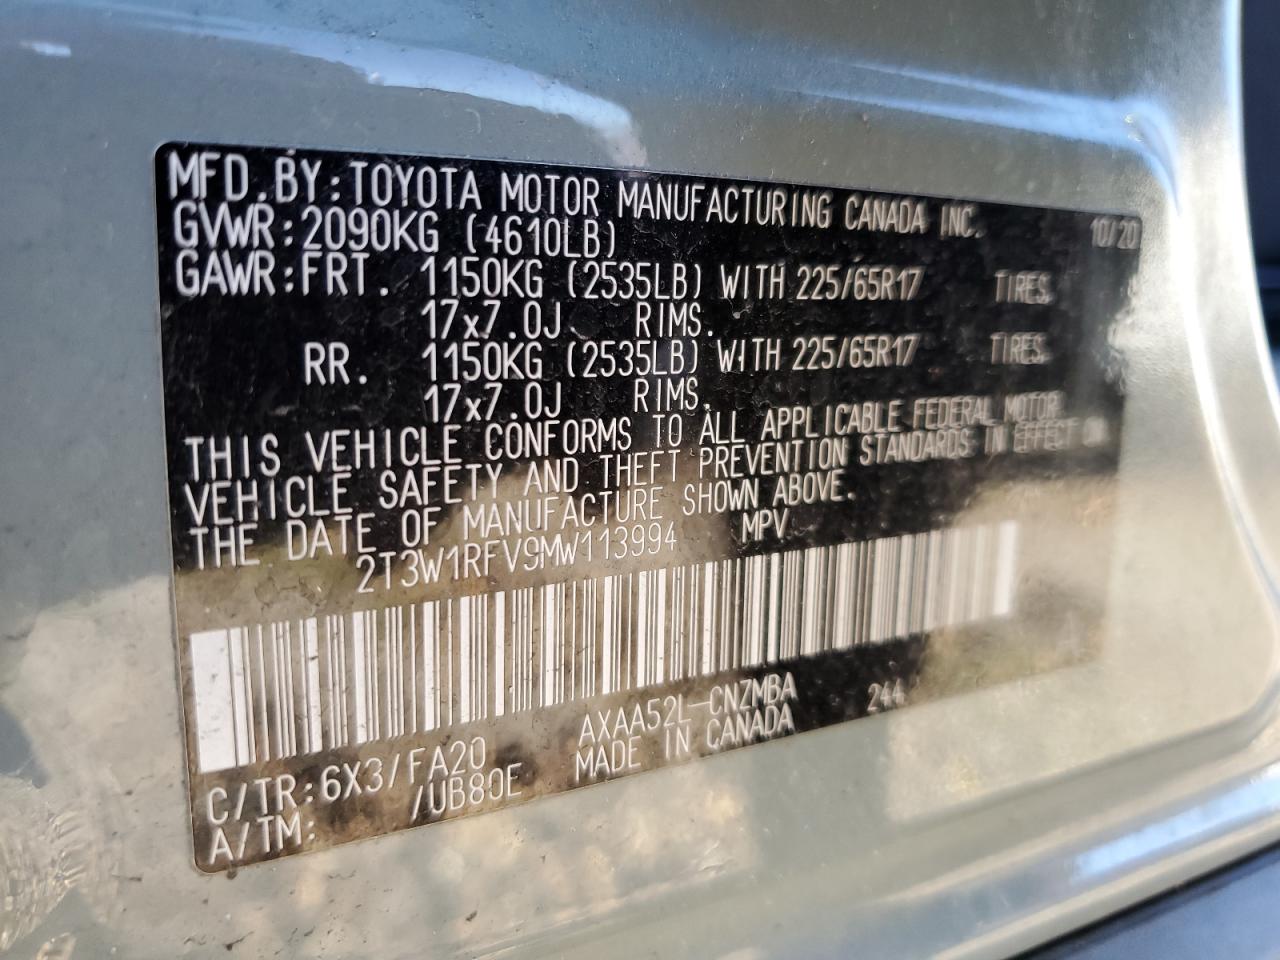 MFD.BY:TOYOTA MOTOR MANUFACTURING CANADA INC. 10/20
GVWR:2090KG (4610LB)
GAWR:FRT. 1150KG (2535LB) WITH 225/65R17 TIRES.
17x7.0J RIMS.
RR. 1150KG (2535LB) WITH 225/65R17 TIRES.
17x7.0J RIMS.
THIS VEHICLE CONFORMS TO ALL APPLICABLE FEDERAL MOTOR
VEHICLE SAFETY AND THEFT PREVENTION STANDARDS IN EFFECT ON
THE DATE OF MANUFACTURE SHOWN ABOVE.
2T3W1RFV9MW113994 MPV
AXAA52L-CNZMBA 244
C/TR:6X3/FA20 MADE IN CANADA
A/TM: /UB80E